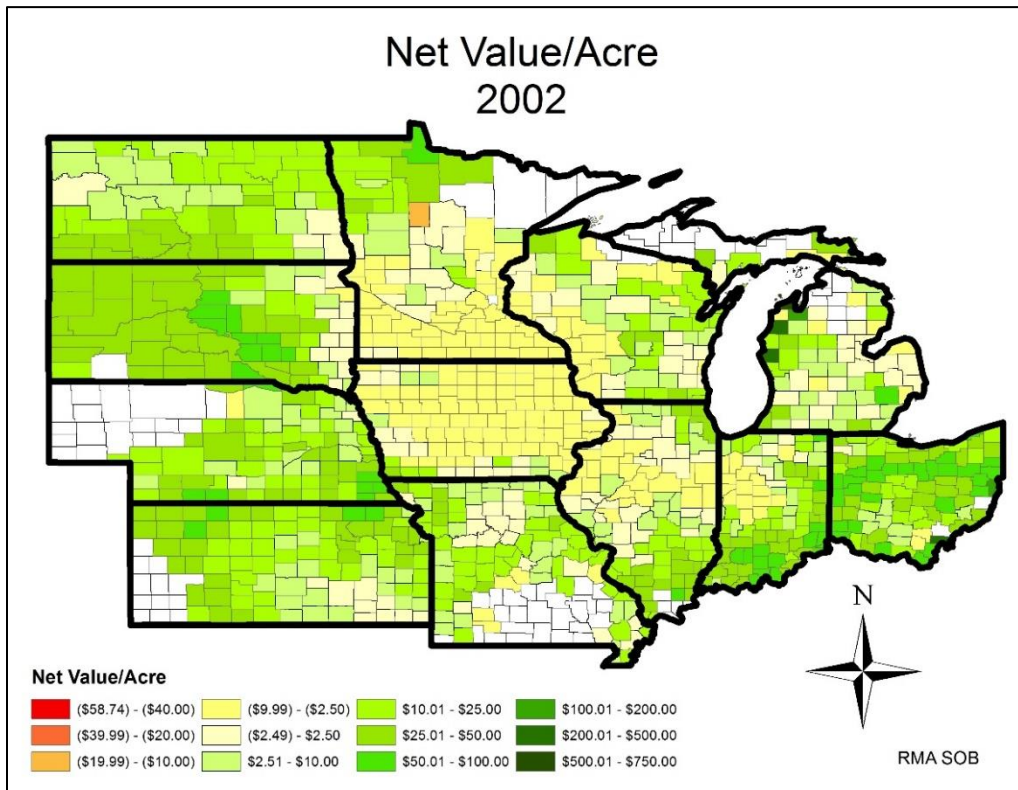 Net Value/Acre
2002
N
Net Value/Acre
($58.74) - ($40.00)
($39.99) - ($20.00)
($19.99) - ($10.00)
($9.99) - ($2.50)
($2.49) - $2.50
$2.51 - $10.00
$10.01 - $25.00
$25.01 - $50.00
$50.01 - $100.00
$100.01 - $200.00
$200.01 - $500.00
$500.01 - $750.00
RMA SOB